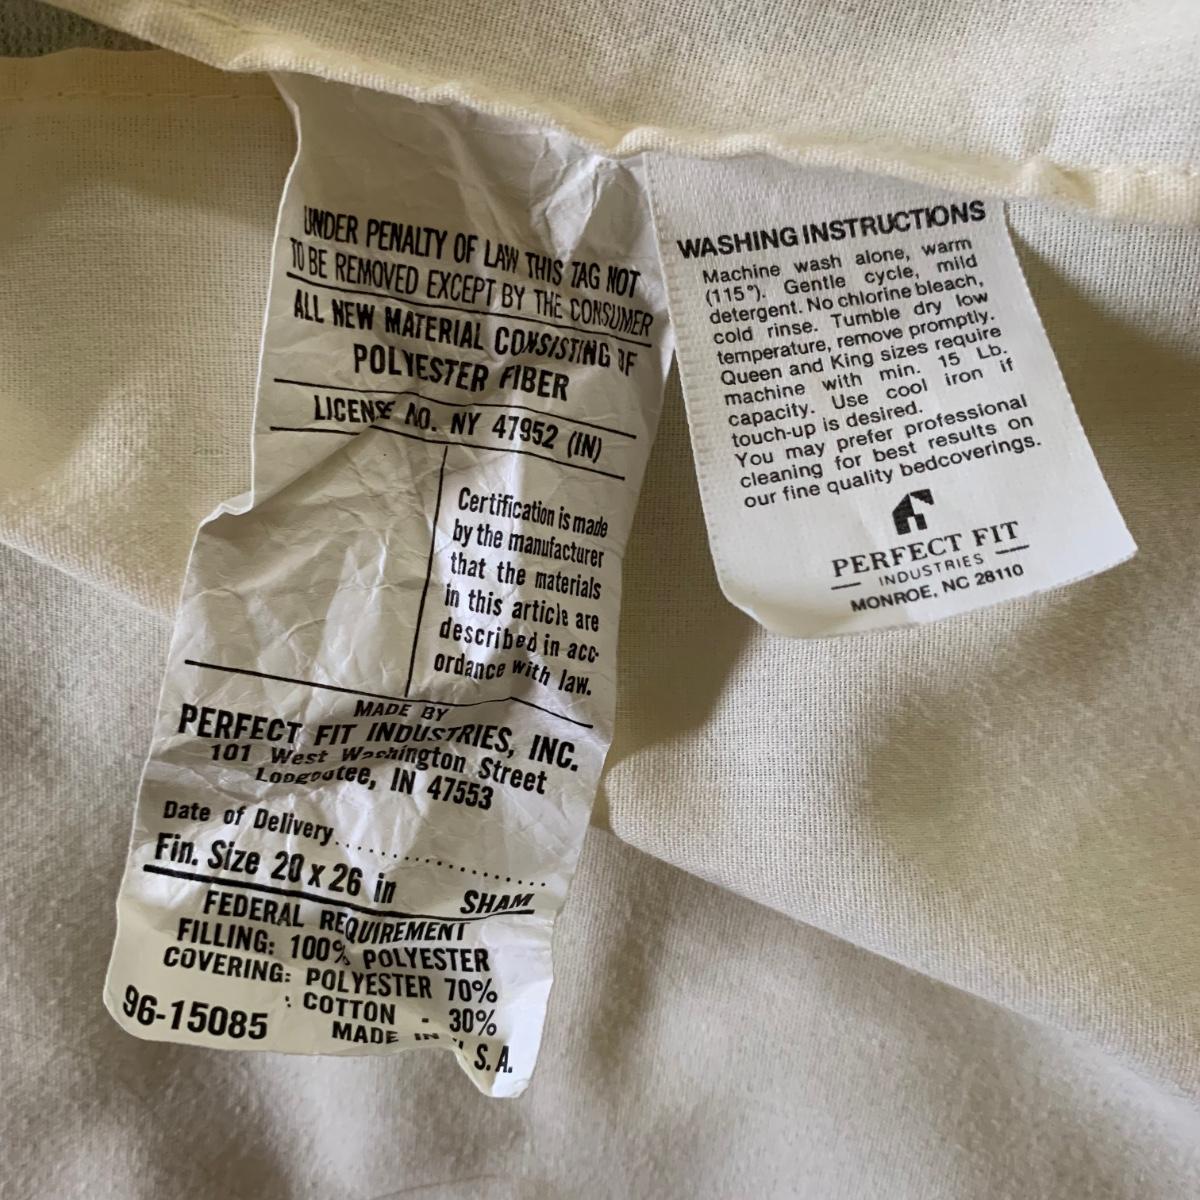 UNDER PENALTY OF LAW THIS TAG NOT
TO BE REMOVED EXCEPT BY THE CONSUMER
ALL NEW MATERIAL CONSISTING OF
POLYESTER FIBER
LICENSE NO. NY 47952 (IN)
Certification is made
by the manufacturer
that the materials
in this article are
described in acc-
ordance with law.
MADE BY
PERFECT FIT INDUSTRIES, INC.
101 West Washington Street
Loogootee, IN 47553
Date of Delivery..........................
Fin. Size 20 x 26 in SHAM
FEDERAL REQUIREMENT
FILLING: 100% POLYESTER
COVERING: POLYESTER 70%
: COTTON - 30%
96-15085 MADE IN U.S.A.
WASHING INSTRUCTIONS
Machine wash alone, warm
(115°). Gentle cycle, mild
detergent. No chlorine bleach,
cold rinse. Tumble dry low
temperature, remove promptly.
Queen and King sizes require
machine with min. 15 Lb.
capacity. Use cool iron if
touch-up is desired.
You may prefer professional
cleaning for best results on
our fine quality bedcoverings.
PERFECT FIT
INDUSTRIES
MONROE, NC 28110